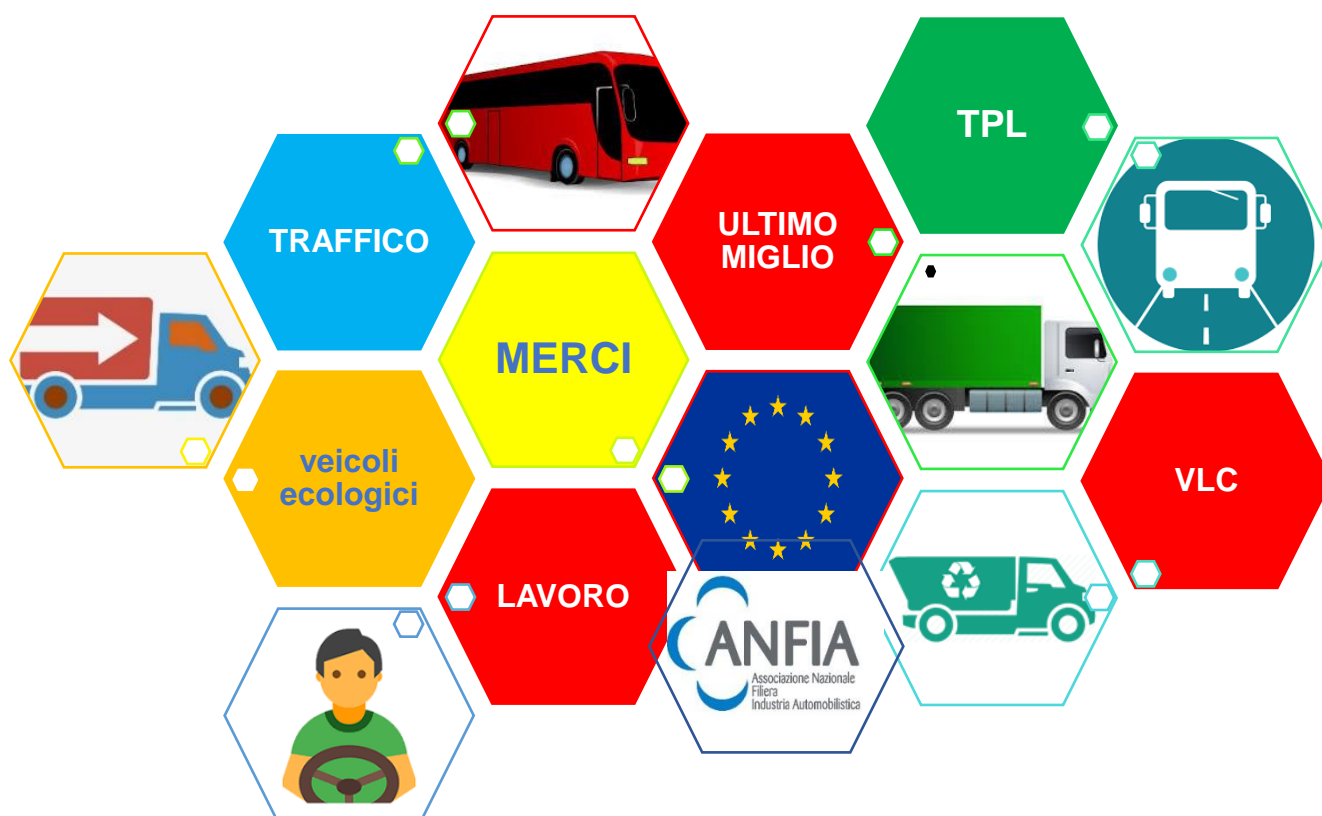 TPL
TRAFFICO
ULTIMO
MIGLIO
MERCI
veicoli
ecologici
VLC
LAVORO
ANFIA
Associazione Nazionale
Filiera
Industria Automobilistica